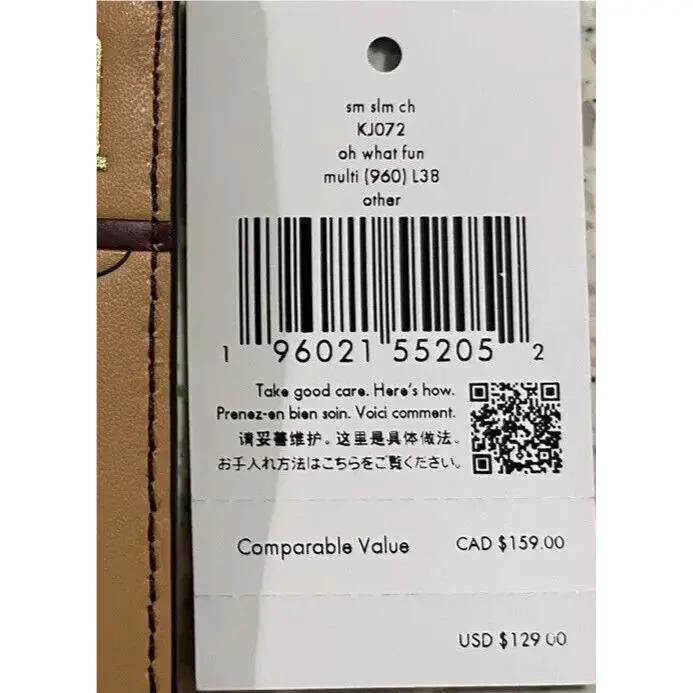 sm slm ch
KJ072
oh what fun
multi (960) L38
other
1 96021 55205 2
Take good care. Here's how.
Prenez-en bien soin. Voici comment.
请妥善维护。这里是具体做法。
お手入れ方法はこちらをご覧ください。
Comparable Value CAD $159.00
USD $129.00